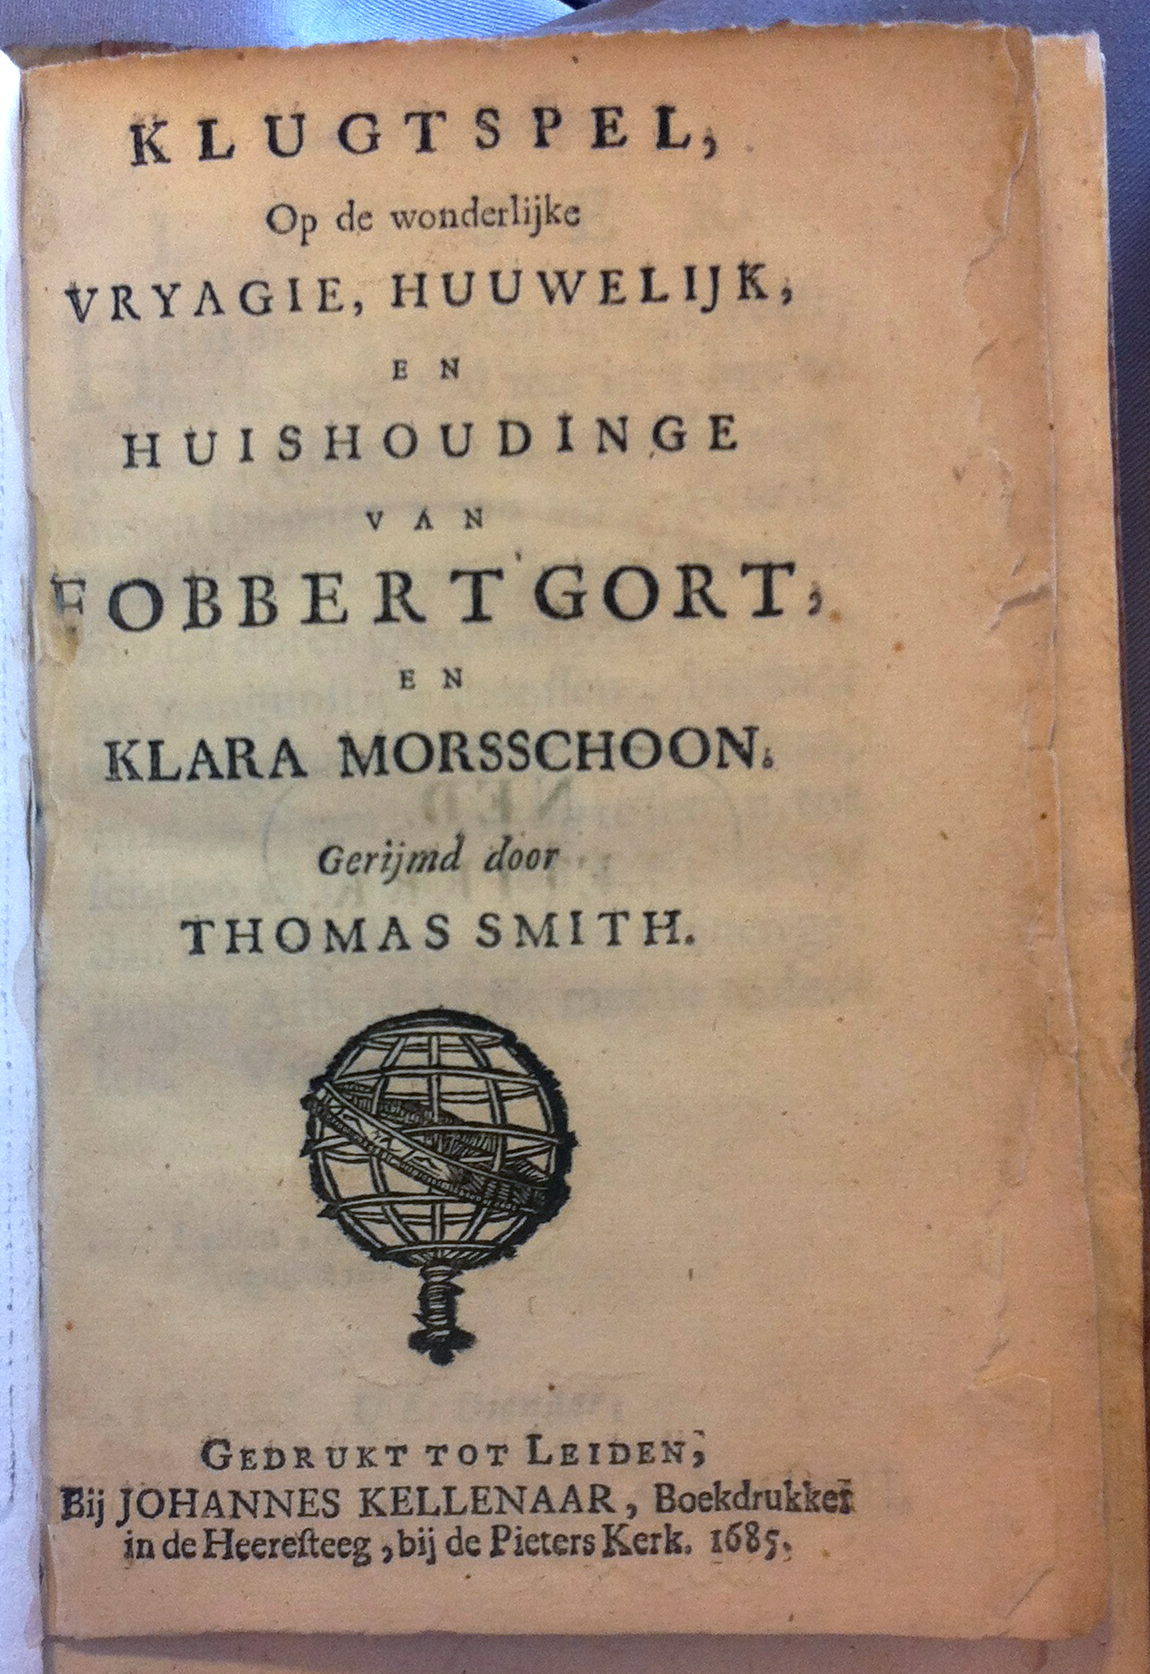 KLUGTSPEL,
Op de wonderlijke
VRYAGIE, HUUWELIJK,
EN
HUISHOUDINGE
VAN
FOBBERT GORT,
EN
KLARA MORSSCHOON.
Gerijmd door
THOMAS SMITH.
GEDRUKT TOT LEIDEN,
Bij JOHANNES KELLENAAR, Boekdrukker
in de Heereſteeg, bij de Pieters Kerk. 1685.